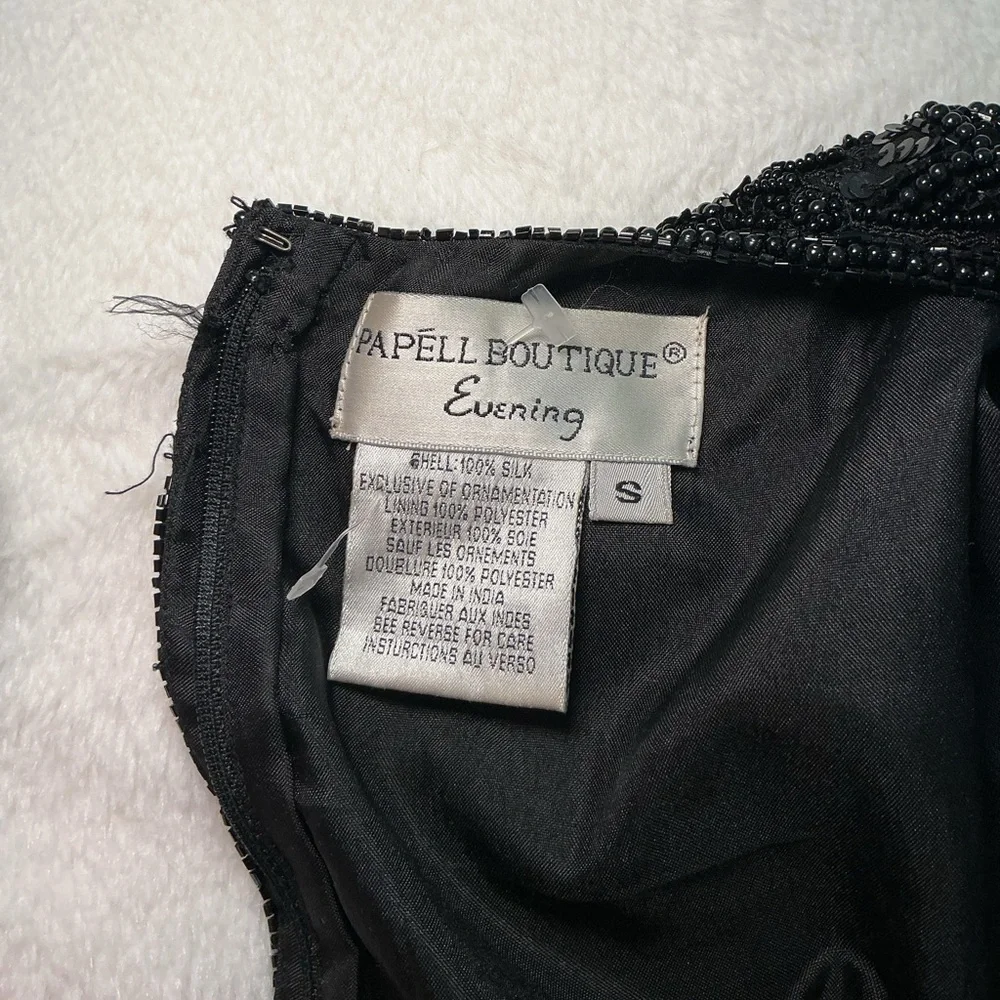 PAPÉLL BOUTIQUE®
Evening
S
SHELL:100% SILK
EXCLUSIVE OF ORNAMENTATION
LINING 100% POLYESTER
EXTERIEUR 100% SOIE
SAUF LES ORNEMENTS
DOUBLURE 100% POLYESTER
MADE IN INDIA
FABRIQUER AUX INDES
SEE REVERSE FOR CARE
INSTURCTIONS AU VERSO